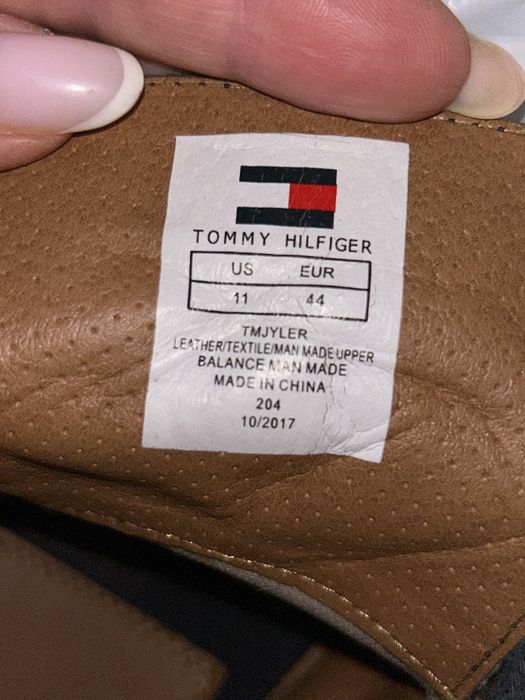 TOMMY HILFIGER
US EUR
11 44
TMJYLER
LEATHER/TEXTILE/MAN MADE UPPER
BALANCE MAN MADE
MADE IN CHINA
204
10/2017